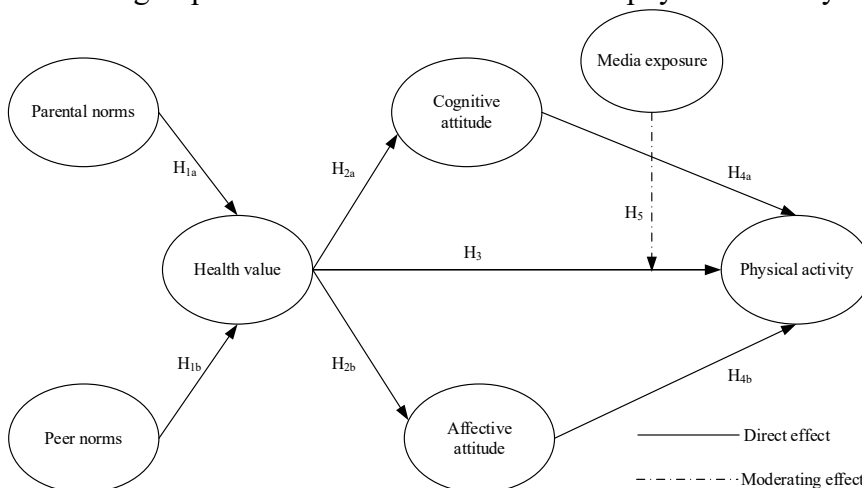 Media exposure
Parental norms
Cognitive
attitude
H1a
H2a
H4a
H5
H3
Health value
Physical activity
H1b
H2b
H4b
Peer norms
Affective
attitude
Direct effect
Moderating effect